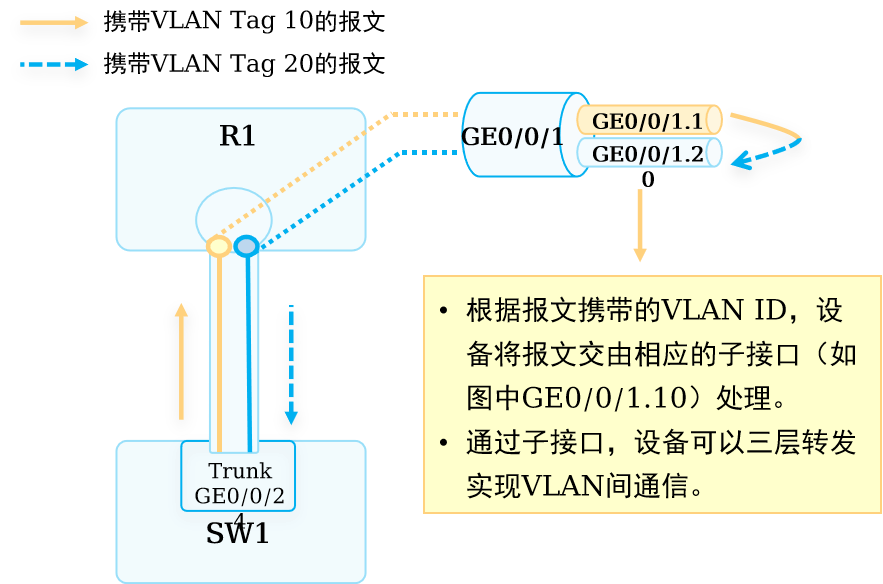 携带VLAN Tag 10的报文
携带VLAN Tag 20的报文
R1
GE0/0/1
GE0/0/1.1
GE0/0/1.2
0
• 根据报文携带的VLAN ID，设
备将报文交由相应的子接口（如
图中GE0/0/1.10）处理。
• 通过子接口，设备可以三层转发
实现VLAN间通信。
Trunk
GE0/0/2
4
SW1